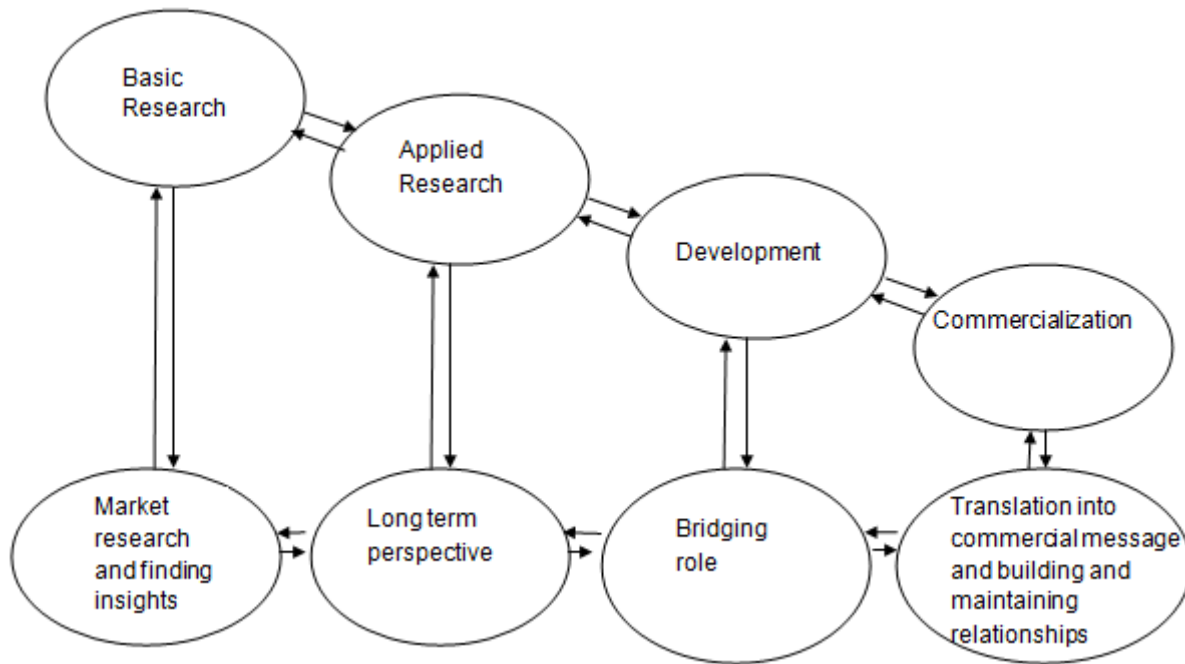 Basic
Research
Applied
Research
Development
Commercialization
Market
research
and finding
insights
Long term
perspective
Bridging
role
Translation into
commercial message
and building and
maintaining
relationships